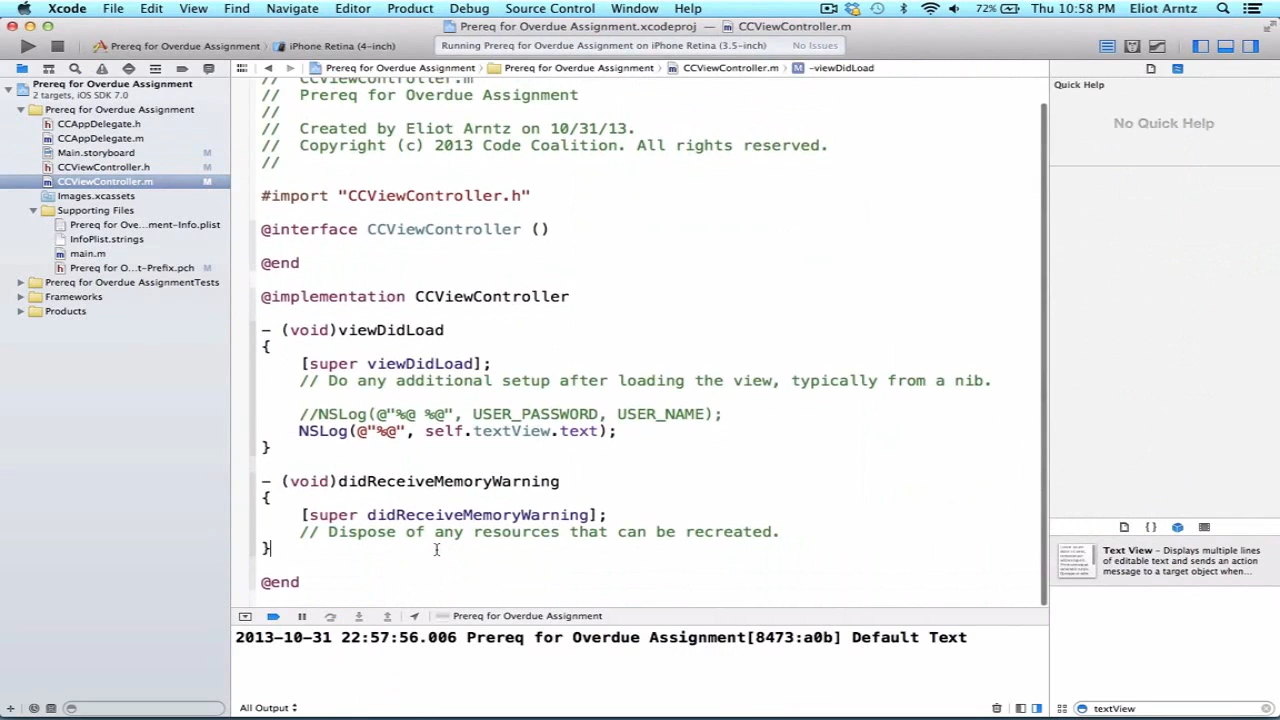 Xcode File Edit View Find Navigate Editor Product Debug Source Control Window Help 72% Thu 10:58 PM Eliot Arntz
Prereq for Overdue Assignment.xcodeproj — CCViewController.m
Prereq for Overdue Assignment iPhone Retina (4-inch) Running Prereq for Overdue Assignment on iPhone Retina (3.5-inch) No Issues
Prereq for Overdue Assignment Prereq for Overdue Assignment CCViewController.m M -viewDidLoad
Prereq for Overdue Assignment
2 targets, iOS SDK 7.0
Prereq for Overdue Assignment
h CCAppDelegate.h
m CCAppDelegate.m
Main.storyboard M
h CCViewController.h M
m CCViewController.m M
Images.xcassets
Supporting Files
Prereq for Ove...ment-Info.plist
InfoPlist.strings
m main.m
h Prereq for O...t-Prefix.pch M
Prereq for Overdue AssignmentTests
Frameworks
Products
// CCViewController.m
// Prereq for Overdue Assignment
//
// Created by Eliot Arntz on 10/31/13.
// Copyright (c) 2013 Code Coalition. All rights reserved.
//
#import "CCViewController.h"
@interface CCViewController ()
@end
@implementation CCViewController
- (void)viewDidLoad
{
[super viewDidLoad];
// Do any additional setup after loading the view, typically from a nib.
//NSLog(@"%@ %@", USER_PASSWORD, USER_NAME);
NSLog(@"%@", self.textView.text);
}
- (void)didReceiveMemoryWarning
{
[super didReceiveMemoryWarning];
// Dispose of any resources that can be recreated.
}
@end
Prereq for Overdue Assignment
2013-10-31 22:57:56.006 Prereq for Overdue Assignment[8473:a0b] Default Text
All Output
Quick Help
No Quick Help
{}
Text View - Displays multiple lines
of editable text and sends an action
message to a target object when...
textView